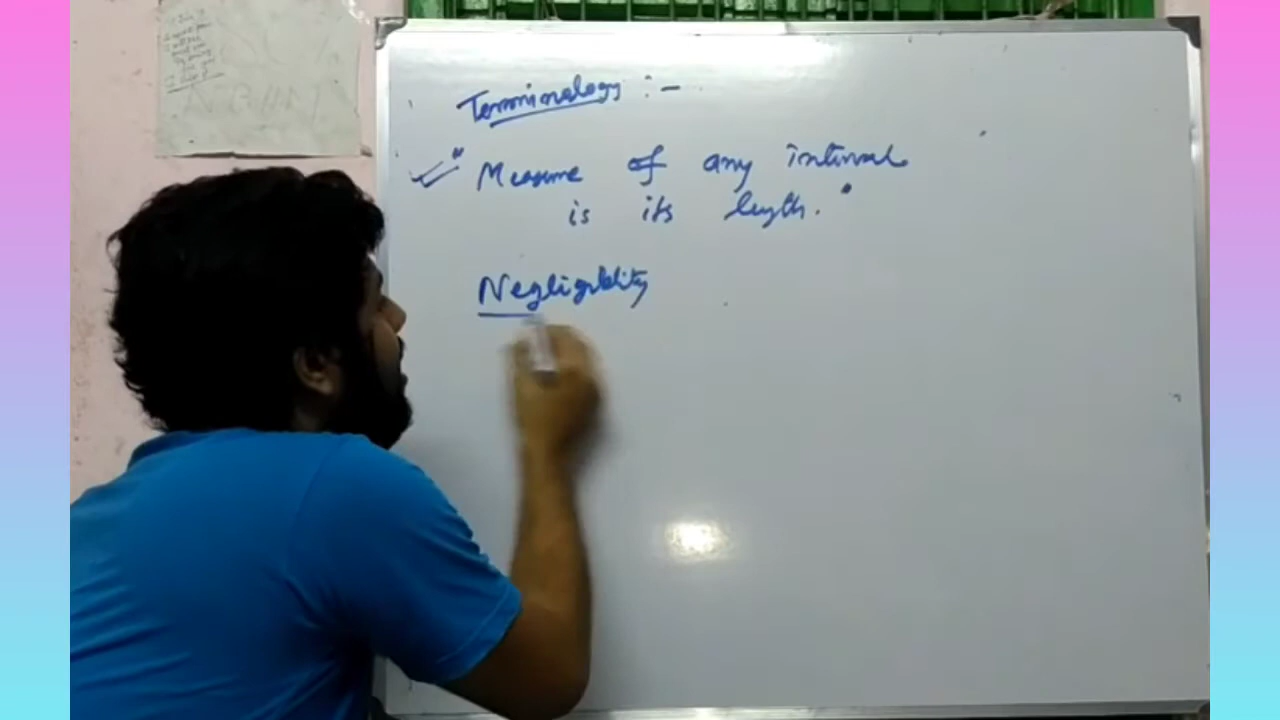 Terminology :-
"Measure of any interval
is its length."
Negligibility